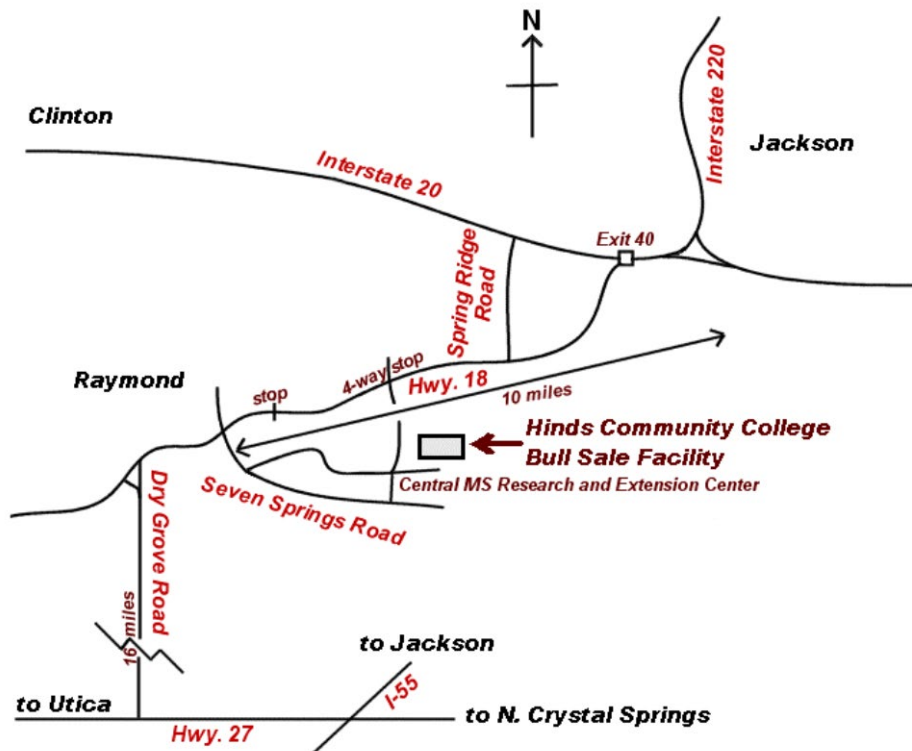 N
Clinton
Interstate 220
Jackson
Interstate 20
Exit 40
Spring Ridge
Road
Raymond
stop
4-way stop
Hwy. 18
10 miles
Hinds Community College
Bull Sale Facility
Central MS Research and Extension Center
Seven Springs Road
Dry Grove Road
16 miles
to Jackson
I-55
to Utica
to N. Crystal Springs
Hwy. 27